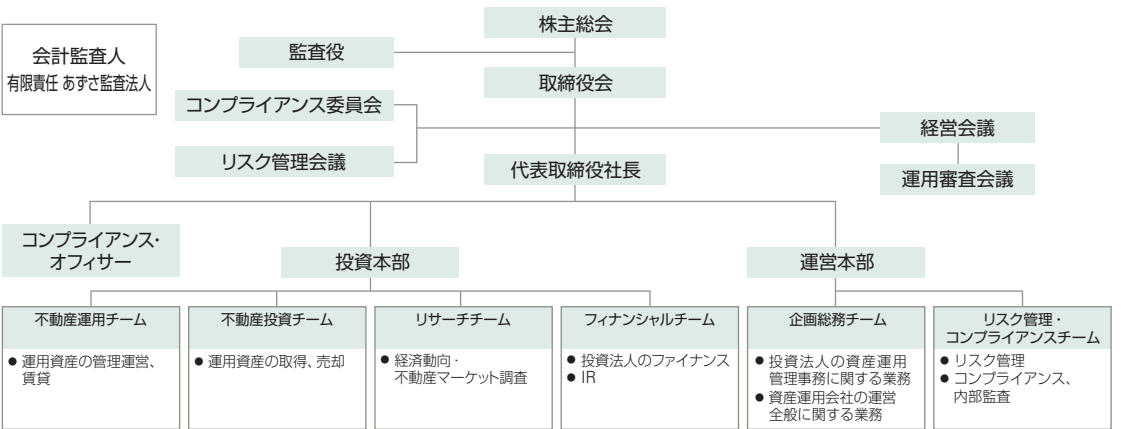 株主総会
会計監査人
有限責任 あずさ監査法人
監査役
取締役会
コンプライアンス委員会
経営会議
リスク管理会議
代表取締役社長
運用審査会議
コンプライアンス・
オフィサー
投資本部
運営本部
不動産運用チーム
● 運用資産の管理運営、
賃貸
不動産投資チーム
● 運用資産の取得、売却
リサーチチーム
● 経済動向・
不動産マーケット調査
フィナンシャルチーム
● 投資法人のファイナンス
● IR
企画総務チーム
● 投資法人の資産運用
管理事務に関する業務
● 資産運用会社の運営
全般に関する業務
リスク管理・
コンプライアンスチーム
● リスク管理
● コンプライアンス、
内部監査